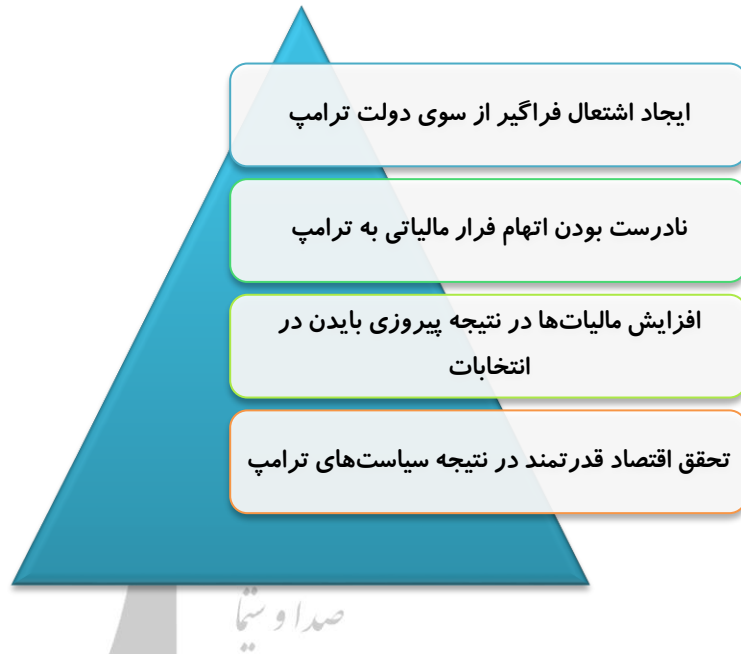 ایجاد اشتعال فراگیر از سوی دولت ترامپ
نادرست بودن اتهام فرار مالیاتی به ترامپ
افزایش مالیات‌ها در نتیجه پیروزی بایدن در
انتخابات
تحقق اقتصاد قدرتمند در نتیجه سیاست‌های ترامپ
صدا و سیما